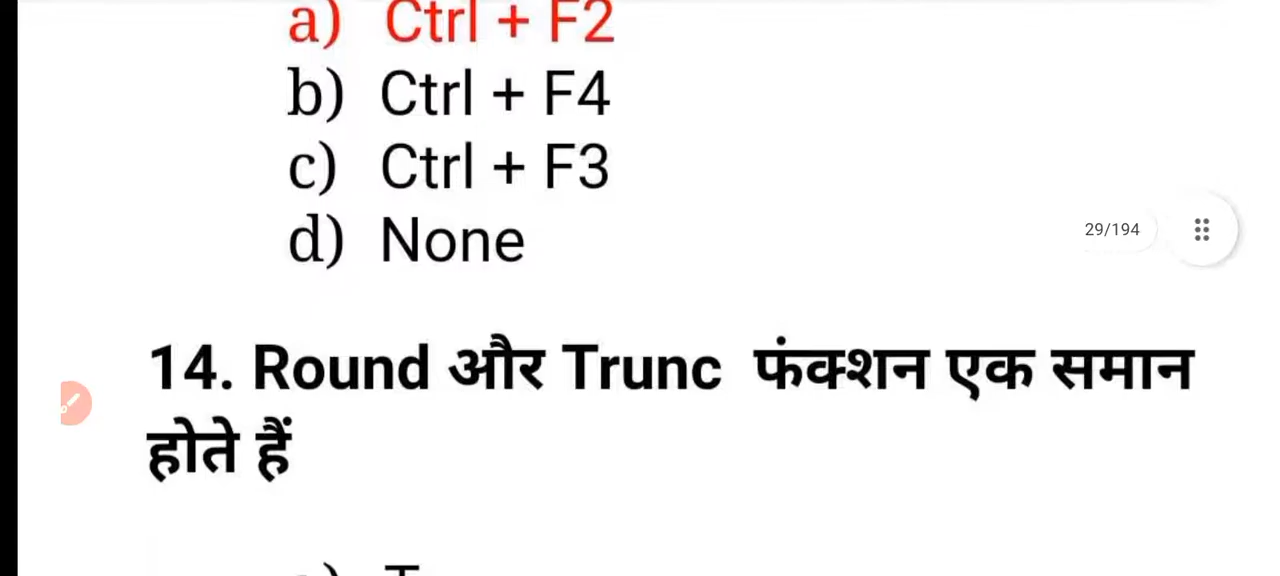 a) Ctrl + F2
b) Ctrl + F4
c) Ctrl + F3
d) None
29/194
14. Round और Trunc फंक्शन एक समान
होते हैं